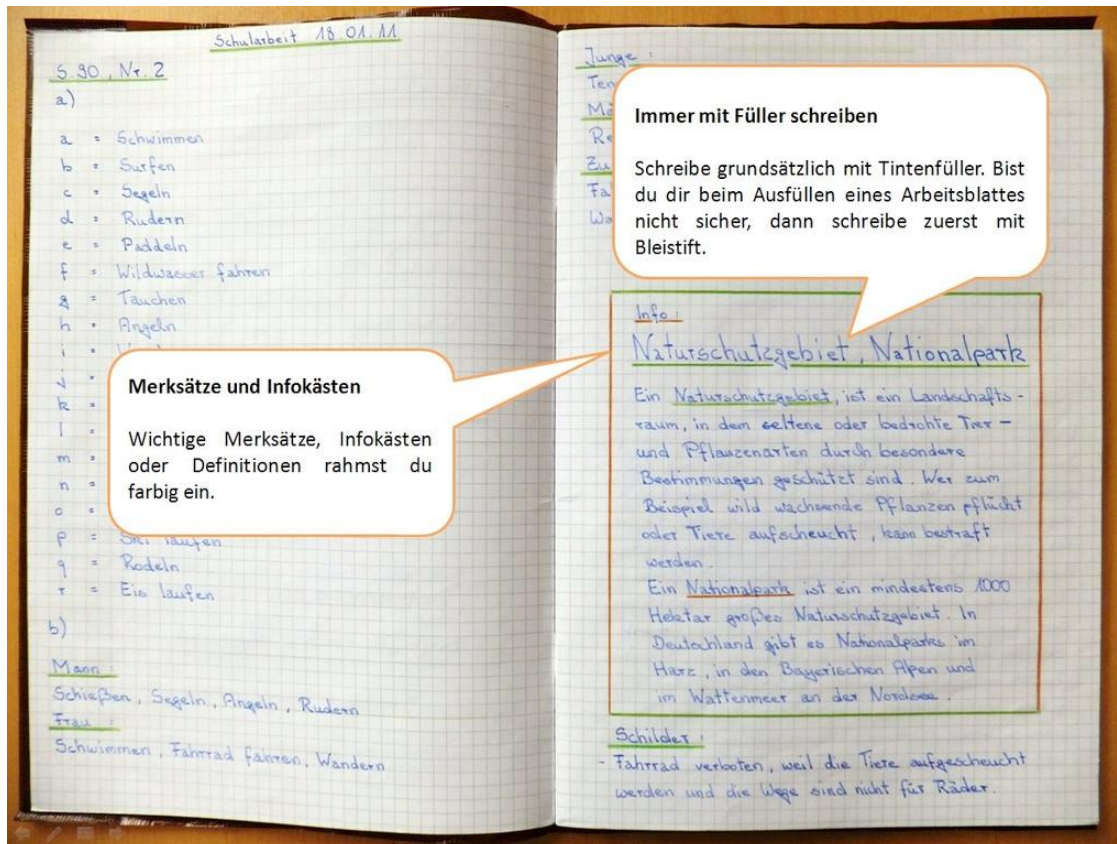 Schularbeit 18.01.11
S.90, Nr. 2
a)
a = Schwimmen
b = Surfen
c = Segeln
d = Rudern
e = Paddeln
f = Wildwasser fahren
g = Tauchen
h = Angeln
i =
j =
k =
l =
m =
n =
o =
p = Ski laufen
q = Rodeln
r = Eis laufen
b)
Mann :
Schießen, Segeln, Angeln, Rudern
Frau :
Schwimmen, Fahrrad fahren, Wandern
Merksätze und Infokästen
Wichtige Merksätze, Infokästen
oder Definitionen rahmst du
farbig ein.
Junge :
Immer mit Füller schreiben
Schreibe grundsätzlich mit Tintenfüller. Bist
du dir beim Ausfüllen eines Arbeitsblattes
nicht sicher, dann schreibe zuerst mit
Bleistift.
Info :
Naturschutzgebiet, Nationalpark
Ein Naturschutzgebiet, ist ein Landschafts-
raum, in dem seltene oder bedrohte Tier-
und Pflanzenarten durch besondere
Bestimmungen geschützt sind. Wer zum
Beispiel wild wachsende Pflanzen pflückt
oder Tiere aufscheucht, kann bestraft
werden.
Ein Nationalpark ist ein mindestens 1000
Hektar großes Naturschutzgebiet. In
Deutschland gibt es Nationalparks im
Harz, in den Bayerischen Alpen und
im Wattenmeer an der Nordsee.
Schilder :
- Fahrrad verboten, weil die Tiere aufgescheucht
werden und die Wege sind nicht für Räder.